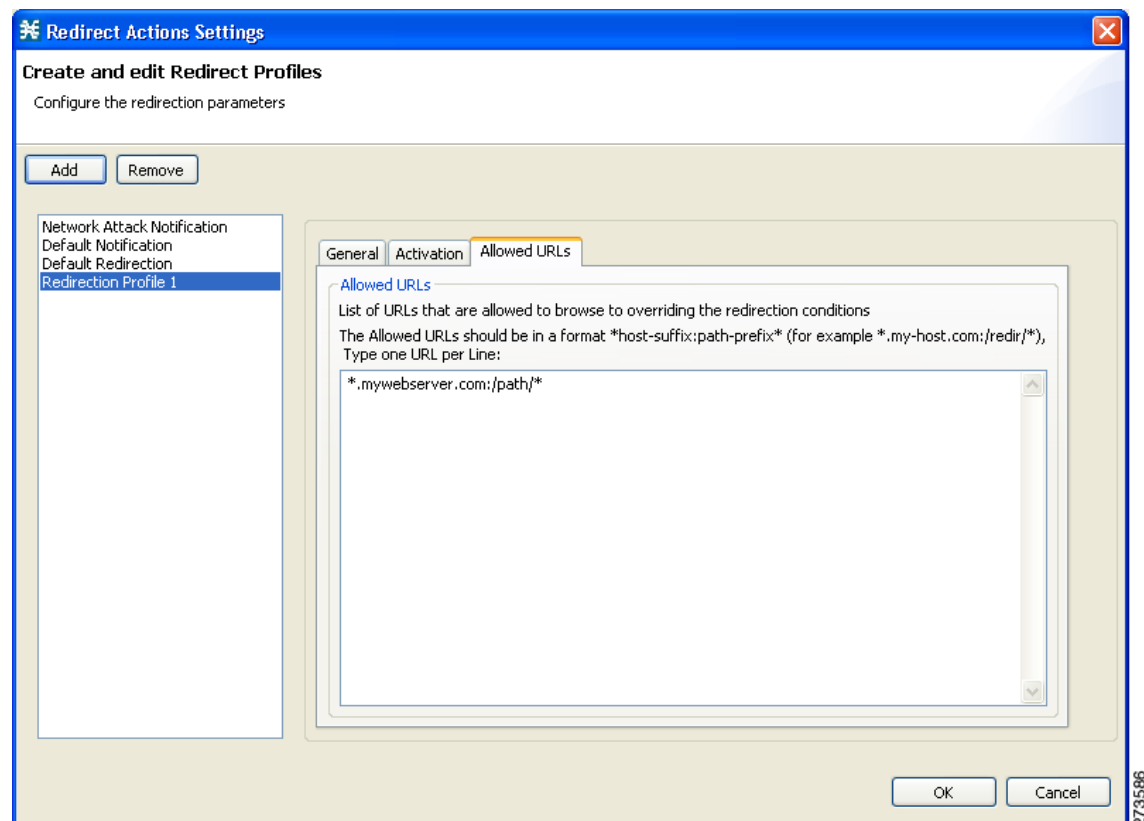 Redirect Actions Settings
Create and edit Redirect Profiles
Configure the redirection parameters
Add
Remove
Network Attack Notification
Default Notification
Default Redirection
Redirection Profile 1
General
Activation
Allowed URLs
Allowed URLs
List of URLs that are allowed to browse to overriding the redirection conditions
The Allowed URLs should be in a format *host-suffix:path-prefix* (for example *.my-host.com:/redir/*),
Type one URL per Line:
*.mywebserver.com:/path/*
OK
Cancel
273586